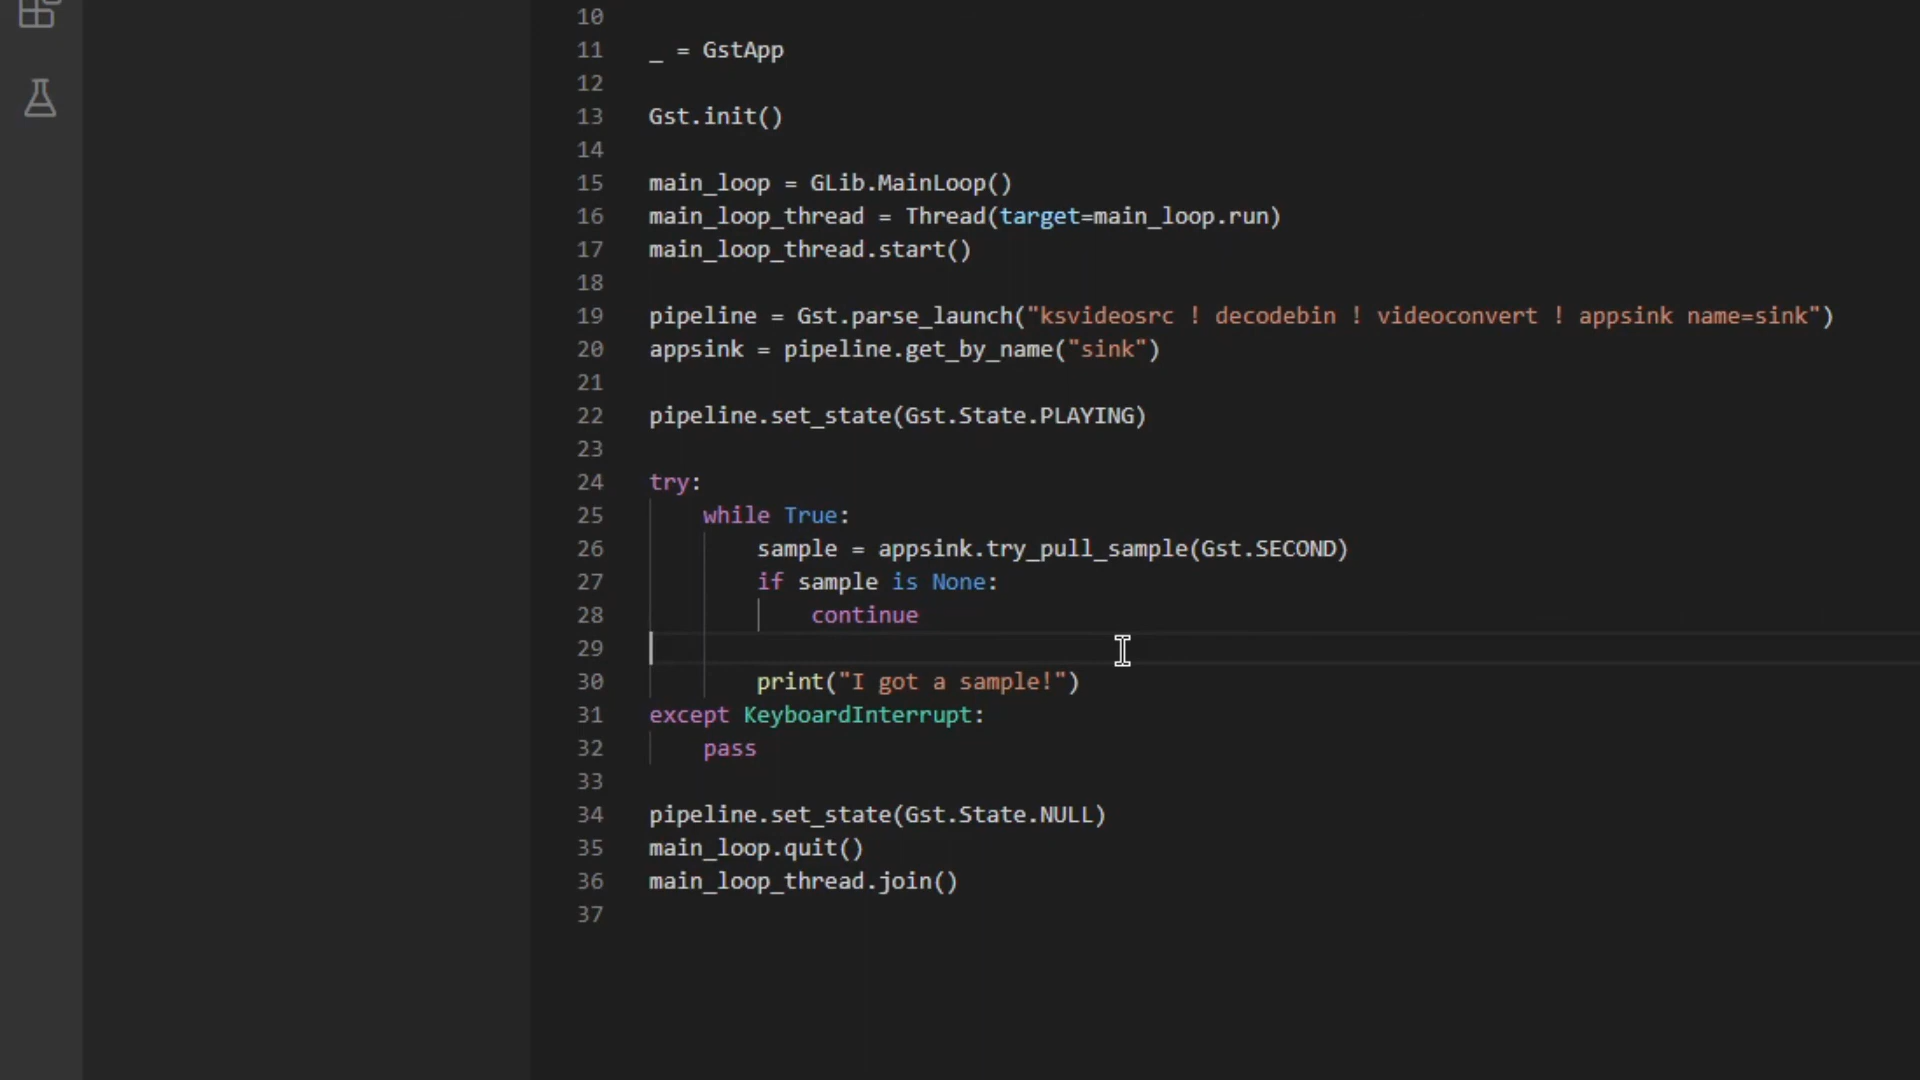 10
11 _ = GstApp
12
13 Gst.init()
14
15 main_loop = GLib.MainLoop()
16 main_loop_thread = Thread(target=main_loop.run)
17 main_loop_thread.start()
18
19 pipeline = Gst.parse_launch("ksvideosrc ! decodebin ! videoconvert ! appsink name=sink")
20 appsink = pipeline.get_by_name("sink")
21
22 pipeline.set_state(Gst.State.PLAYING)
23
24 try:
25     while True:
26         sample = appsink.try_pull_sample(Gst.SECOND)
27         if sample is None:
28             continue
29
30         print("I got a sample!")
31 except KeyboardInterrupt:
32     pass
33
34 pipeline.set_state(Gst.State.NULL)
35 main_loop.quit()
36 main_loop_thread.join()
37